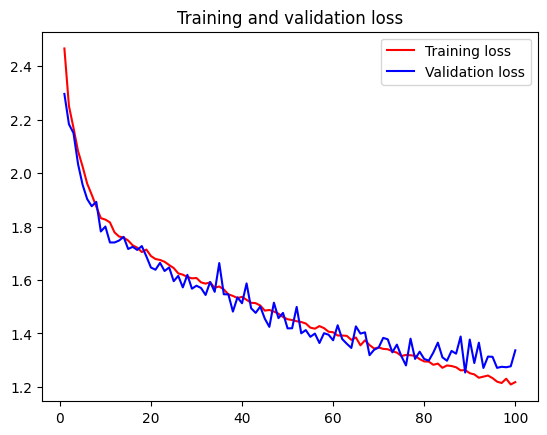 Training and validation loss
Training loss
Validation loss
2.4
2.2
2.0
1.8
1.6
1.4
1.2
0 20 40 60 80 100